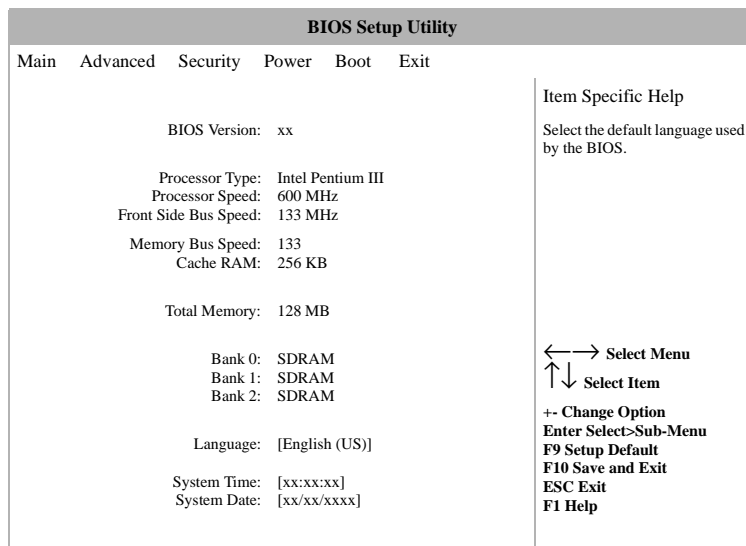 BIOS Setup Utility
Main Advanced Security Power Boot Exit
BIOS Version: xx
Processor Type: Intel Pentium III
Processor Speed: 600 MHz
Front Side Bus Speed: 133 MHz
Memory Bus Speed: 133
Cache RAM: 256 KB
Total Memory: 128 MB
Bank 0: SDRAM
Bank 1: SDRAM
Bank 2: SDRAM
Language: [English (US)]
System Time: [xx:xx:xx]
System Date: [xx/xx/xxxx]
Item Specific Help
Select the default language used
by the BIOS.
←→ Select Menu
↑↓ Select Item
+- Change Option
Enter Select>Sub-Menu
F9 Setup Default
F10 Save and Exit
ESC Exit
F1 Help